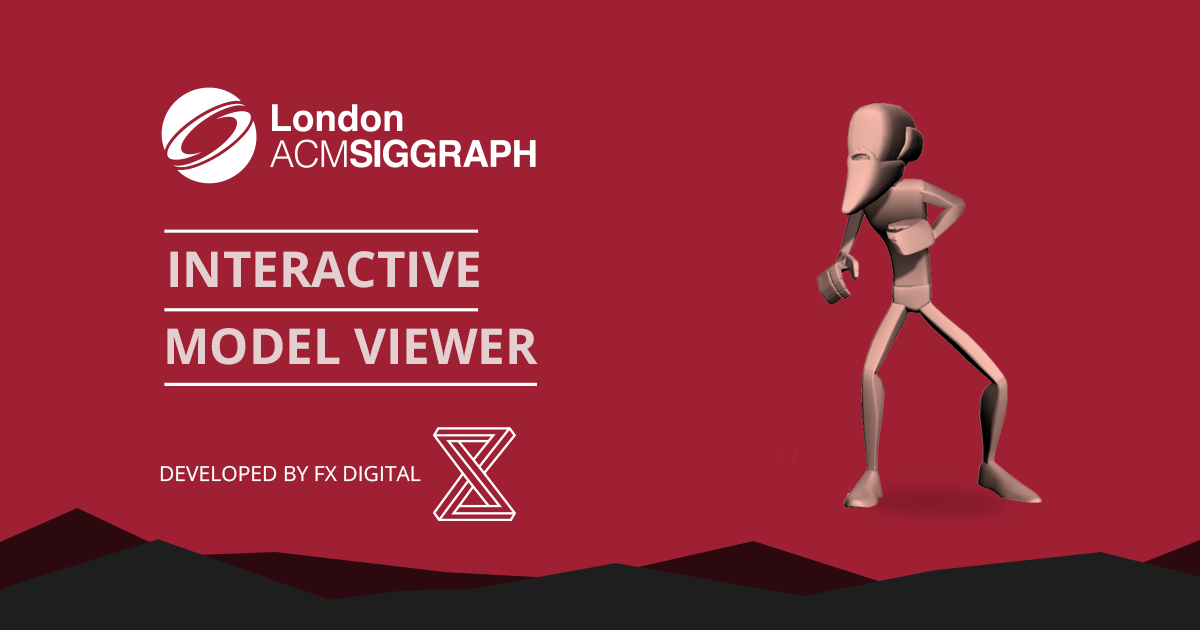 London
ACMSIGGRAPH
INTERACTIVE
MODEL VIEWER
DEVELOPED BY FX DIGITAL